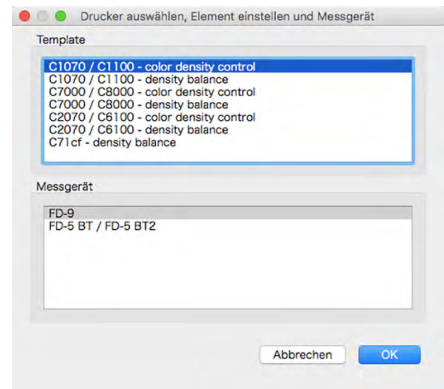 Drucker auswählen, Element einstellen und Messgerät
Template
C1070 / C1100 - color density control
C1070 / C1100 - density balance
C7000 / C8000 - color density control
C7000 / C8000 - density balance
C2070 / C6100 - color density control
C2070 / C6100 - density balance
C71cf - density balance
Messgerät
FD-9
FD-5 BT / FD-5 BT2
Abbrechen
OK